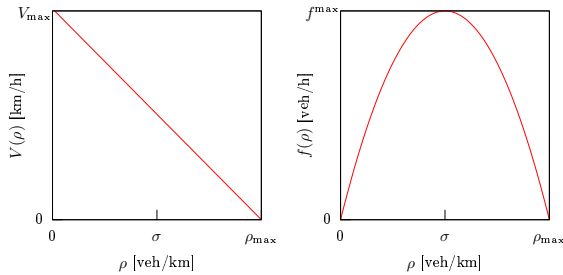 V_max
V(ρ) [km/h]
0
0 σ ρ_max
ρ [veh/km]
f^max
f(ρ) [veh/h]
0
0 σ ρ_max
ρ [veh/km]